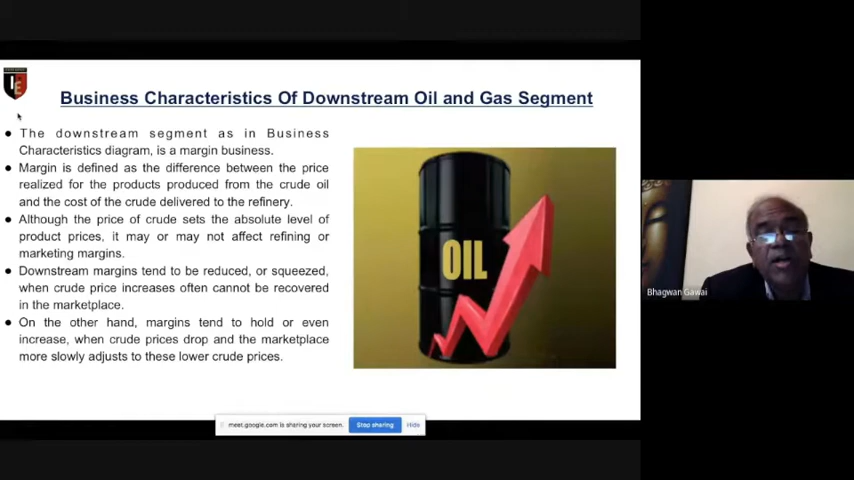 IE
Business Characteristics Of Downstream Oil and Gas Segment
The downstream segment as in Business
Characteristics diagram, is a margin business.
Margin is defined as the difference between the price
realized for the products produced from the crude oil
and the cost of the crude delivered to the refinery.
Although the price of crude sets the absolute level of
product prices, it may or may not affect refining or
marketing margins.
Downstream margins tend to be reduced, or squeezed,
when crude price increases often cannot be recovered
in the marketplace.
On the other hand, margins tend to hold or even
increase, when crude prices drop and the marketplace
more slowly adjusts to these lower crude prices.
OIL
Bhagwan Gawai
meet.google.com is sharing your screen.
Stop sharing
Hide